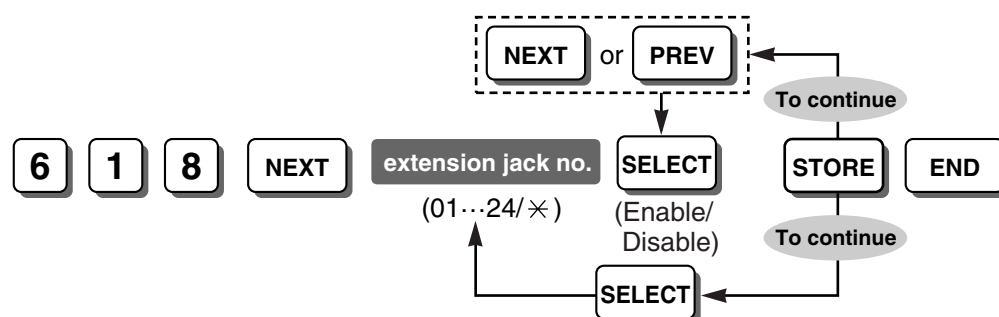 NEXT or PREV
To continue
6 1 8 NEXT extension jack no. SELECT STORE END
(01⋯24/✳)
(Enable/
Disable)
To continue
SELECT